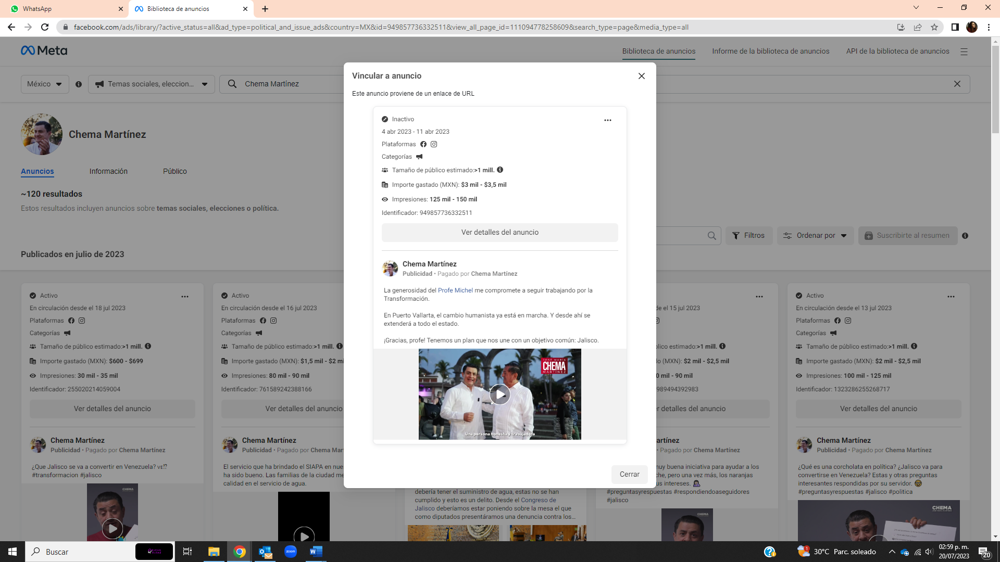 WhatsApp
Biblioteca de anuncios
facebook.com/ads/library/?active_status=all&ad_type=political_and_issue_ads&country=MX&id=949857736332511&view_all_page_id=111094778258609&search_type=page&media_type=all
Meta
Biblioteca de anuncios
Informe de la biblioteca de anuncios
API de la biblioteca de anuncios
México
Temas sociales, eleccion...
Chema Martínez
Chema Martínez
Anuncios
Información
Público
~120 resultados
Estos resultados incluyen anuncios sobre temas sociales, elecciones o política.
Filtros
Ordenar por
Suscribirte al resumen
Publicados en julio de 2023
Vincular a anuncio
Este anuncio proviene de un enlace de URL
Inactivo
4 abr 2023 - 11 abr 2023
Plataformas
Categorías
Tamaño de público estimado:>1 mill.
Importe gastado (MXN): $3 mil - $3,5 mil
Impresiones: 125 mil - 150 mil
Identificador: 949857736332511
Ver detalles del anuncio
Chema Martínez
Publicidad • Pagado por Chema Martínez
La generosidad del Profe Michel me compromete a seguir trabajando por la
Transformación.
En Puerto Vallarta, el cambio humanista ya está en marcha. Y desde ahí se
extenderá a todo el estado.
¡Gracias, profe! Tenemos un plan que nos une con un objetivo común: Jalisco.
JOSÉ MARÍA
CHEMA
MARTÍNEZ
Una persona honesta y trabajadora
Cerrar
Activo
En circulación desde el 18 jul 2023
Plataformas
Categorías
Tamaño de público estimado:>1 mill.
Importe gastado (MXN): $600 - $699
Impresiones: 30 mil - 35 mil
Identificador: 255020214059004
Ver detalles del anuncio
Chema Martínez
Publicidad • Pagado por Chema Martínez
¿Que Jalisco se va a convertir en Venezuela? VE⁉
#transformacion #jalisco
CHEMA
Activo
En circulación desde el 16 jul 2023
Plataformas
Categorías
Tamaño de público estimado:>1 mill.
Importe gastado (MXN): $1,5 mil - $2 mi
Impresiones: 80 mil - 90 mil
Identificador: 761589242388166
Ver detalles del anuncio
Chema Martínez
Publicidad • Pagado por Chema Mar
El servicio que ha brindado el SIAPA en nue
ha sido bueno. Las familias de la ciudad me
calidad en el servicio de agua.
debería tener el suministro de agua, estas no se han
cumplido y esto es un delito. Desde el Congreso de
Jalisco deberíamos estar poniendo sobre la mesa el que
como diputados presentáramos una denuncia contra los...
de el 15 jul 2023
blico estimado:>1 mill.
do (MXN): $2 mil - $2,5 mil
0 mil - 90 mil
989494392983
r detalles del anuncio
artínez
• Pagado por Chema Martínez
muy buena iniciativa para ayudar a los
che, pero una vez más, los naranjas
us intereses.
#preguntasyrespuestas #respondiendoaseguidores
#jalisco
CHEMA
Activo
En circulación desde el 13 jul 2023
Plataformas
Categorías
Tamaño de público estimado:>1 mill.
Importe gastado (MXN): $2 mil - $2,5 mil
Impresiones: 100 mil - 125 mil
Identificador: 1323286255268717
Ver detalles del anuncio
Chema Martínez
Publicidad • Pagado por Chema Martínez
¿Qué es una corcholata en política? ¿Jalisco va para
convertirse en Venezuela? Estas y otras preguntas
interesantes respondidas por su servidor.
#preguntasyrespuestas #jalisco #politica
CHEMA
Buscar
zoom
1
30°C Parc. soleado
02:59 p. m.
20/07/2023
20